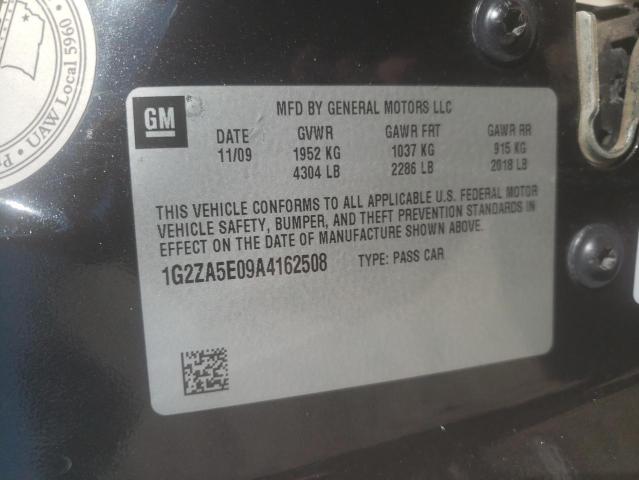 UAW Local 5960
GM
MFD BY GENERAL MOTORS LLC
DATE GVWR GAWR FRT GAWR RR
11/09 1952 KG 1037 KG 915 KG
4304 LB 2286 LB 2018 LB
THIS VEHICLE CONFORMS TO ALL APPLICABLE U.S. FEDERAL MOTOR
VEHICLE SAFETY, BUMPER, AND THEFT PREVENTION STANDARDS IN
EFFECT ON THE DATE OF MANUFACTURE SHOWN ABOVE.
1G2ZA5E09A4162508 TYPE: PASS CAR